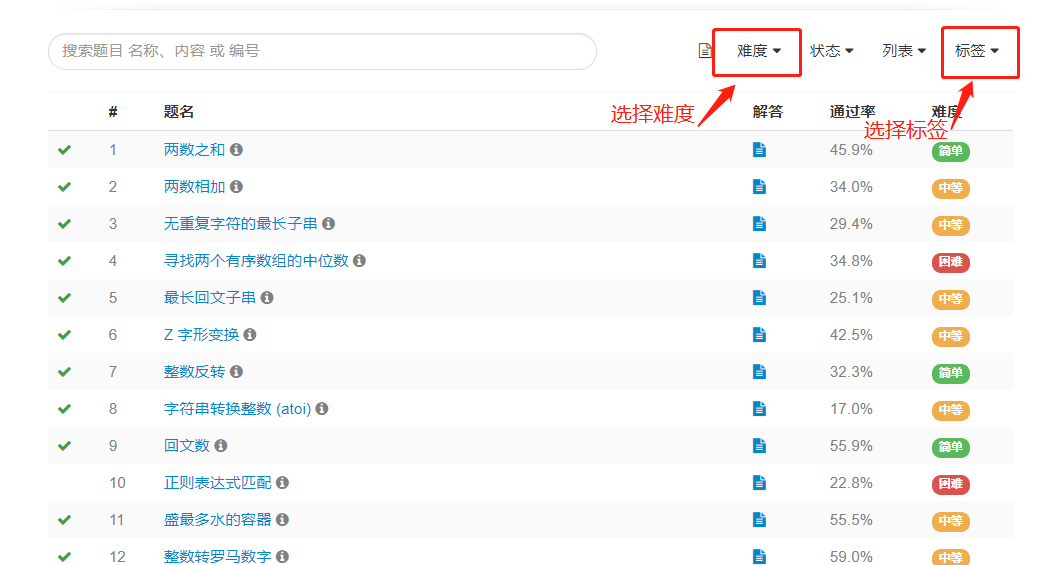 搜索题目 名称、内容 或 编号 难度 状态 列表 标签
选择难度
选择标签
# 题名 解答 通过率 难度
1 两数之和 45.9% 简单
2 两数相加 34.0% 中等
3 无重复字符的最长子串 29.4% 中等
4 寻找两个有序数组的中位数 34.8% 困难
5 最长回文子串 25.1% 中等
6 Z 字形变换 42.5% 中等
7 整数反转 32.3% 简单
8 字符串转换整数 (atoi) 17.0% 中等
9 回文数 55.9% 简单
10 正则表达式匹配 22.8% 困难
11 盛最多水的容器 55.5% 中等
12 整数转罗马数字 59.0% 中等